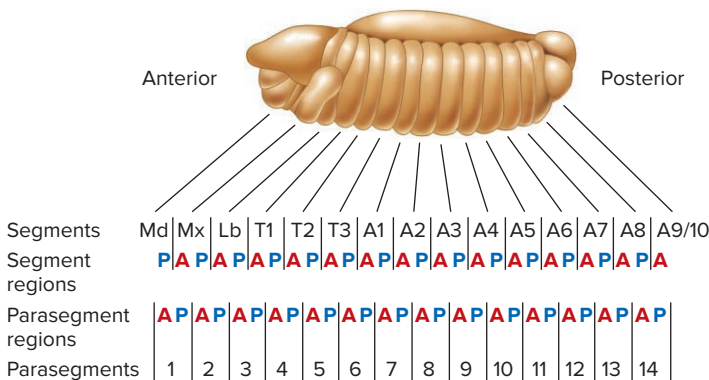 Anterior Posterior
Segments Md Mx Lb T1 T2 T3 A1 A2 A3 A4 A5 A6 A7 A8 A9/10
Segment P A P A P A P A P A P A P A P A P A P A P A P A P A P A
regions
Parasegment A P A P A P A P A P A P A P A P A P A P A P A P A P A P
regions
Parasegments 1 2 3 4 5 6 7 8 9 10 11 12 13 14